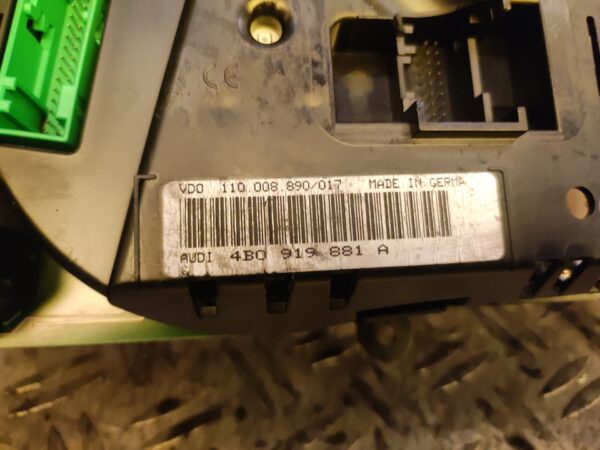 CE
VDO 110.008.890/017 MADE IN GERMA
AUDI 4B0 919 881 A